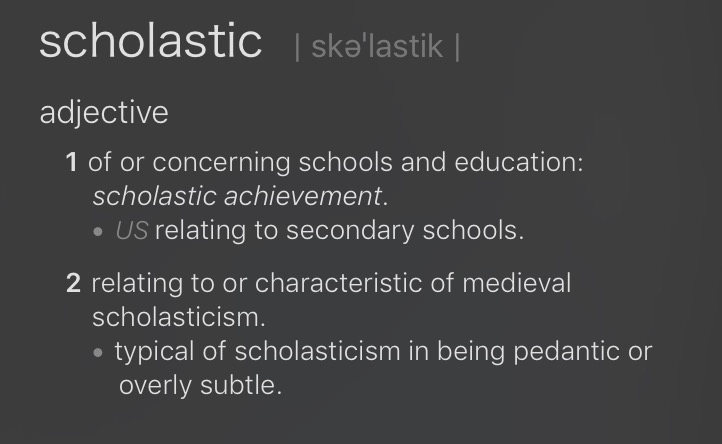 scholastic | skəˈlastik |
adjective
1 of or concerning schools and education:
scholastic achievement.
• US relating to secondary schools.
2 relating to or characteristic of medieval
scholasticism.
• typical of scholasticism in being pedantic or
overly subtle.